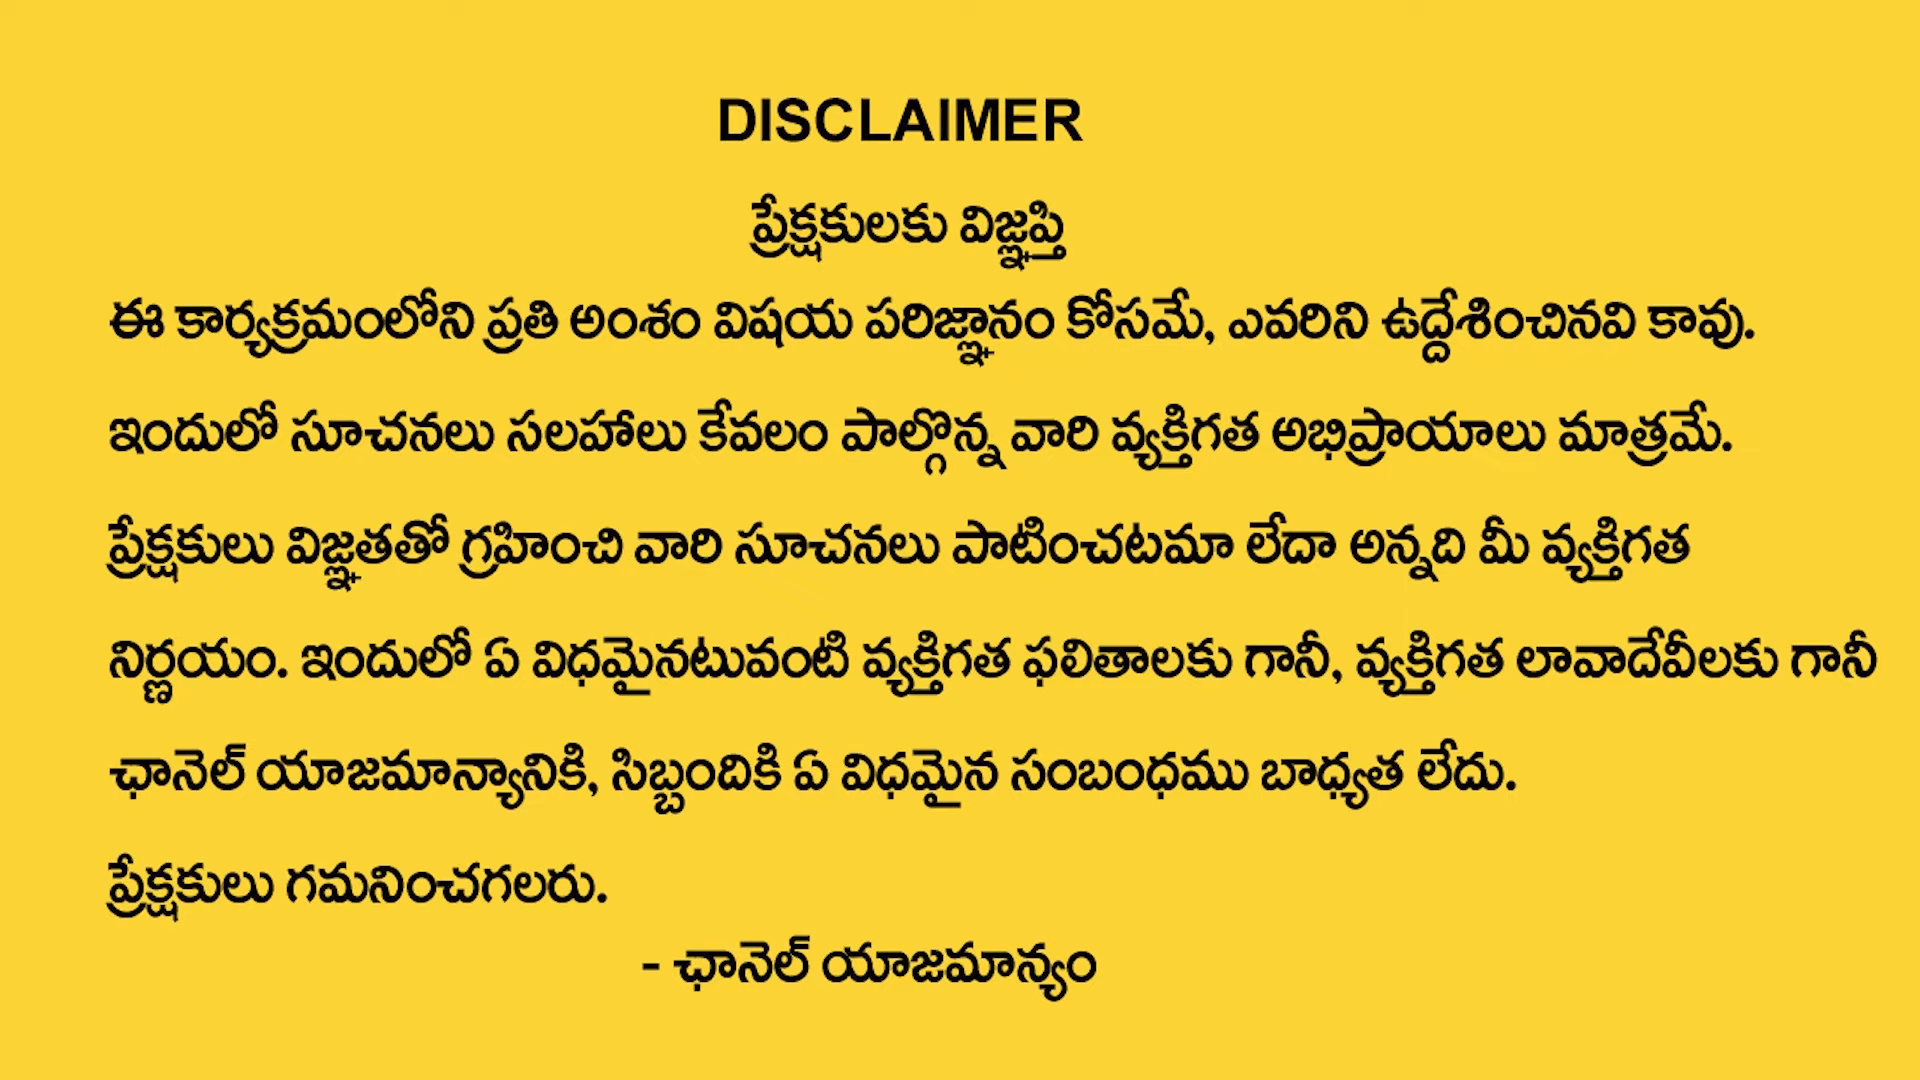 DISCLAIMER
ప్రేక్షకులకు విజ్ఞప్తి
ఈ కార్యక్రమంలోని ప్రతి అంశం విషయ పరిజ్ఞానం కోసమే, ఎవరిని ఉద్దేశించినవి కావు.
ఇందులో సూచనలు సలహాలు కేవలం పాల్గొన్న వారి వ్యక్తిగత అభిప్రాయాలు మాత్రమే.
ప్రేక్షకులు విజ్ఞతతో గ్రహించి వారి సూచనలు పాటించటమా లేదా అన్నది మీ వ్యక్తిగత
నిర్ణయం. ఇందులో ఏ విధమైనటువంటి వ్యక్తిగత ఫలితాలకు గానీ, వ్యక్తిగత లావాదేవీలకు గానీ
ఛానెల్ యాజమాన్యానికి, సిబ్బందికి ఏ విధమైన సంబంధము బాధ్యత లేదు.
ప్రేక్షకులు గమనించగలరు.
- ఛానెల్ యాజమాన్యం